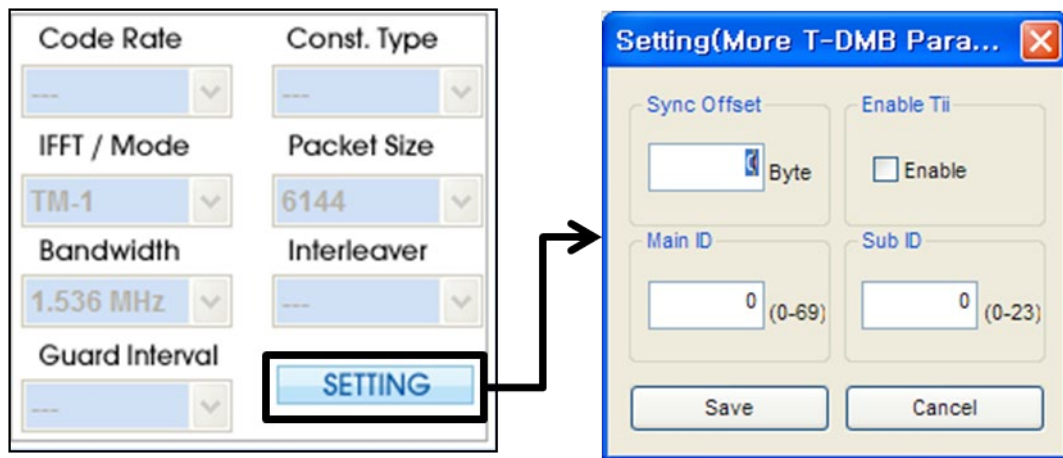 Code Rate Const. Type
--- ---
IFFT / Mode Packet Size
TM-1 6144
Bandwidth Interleaver
1.536 MHz ---
Guard Interval
--- SETTING
Setting(More T-DMB Para...
Sync Offset Enable Tii
0 Byte Enable
Main ID Sub ID
0 (0-69) 0 (0-23)
Save Cancel